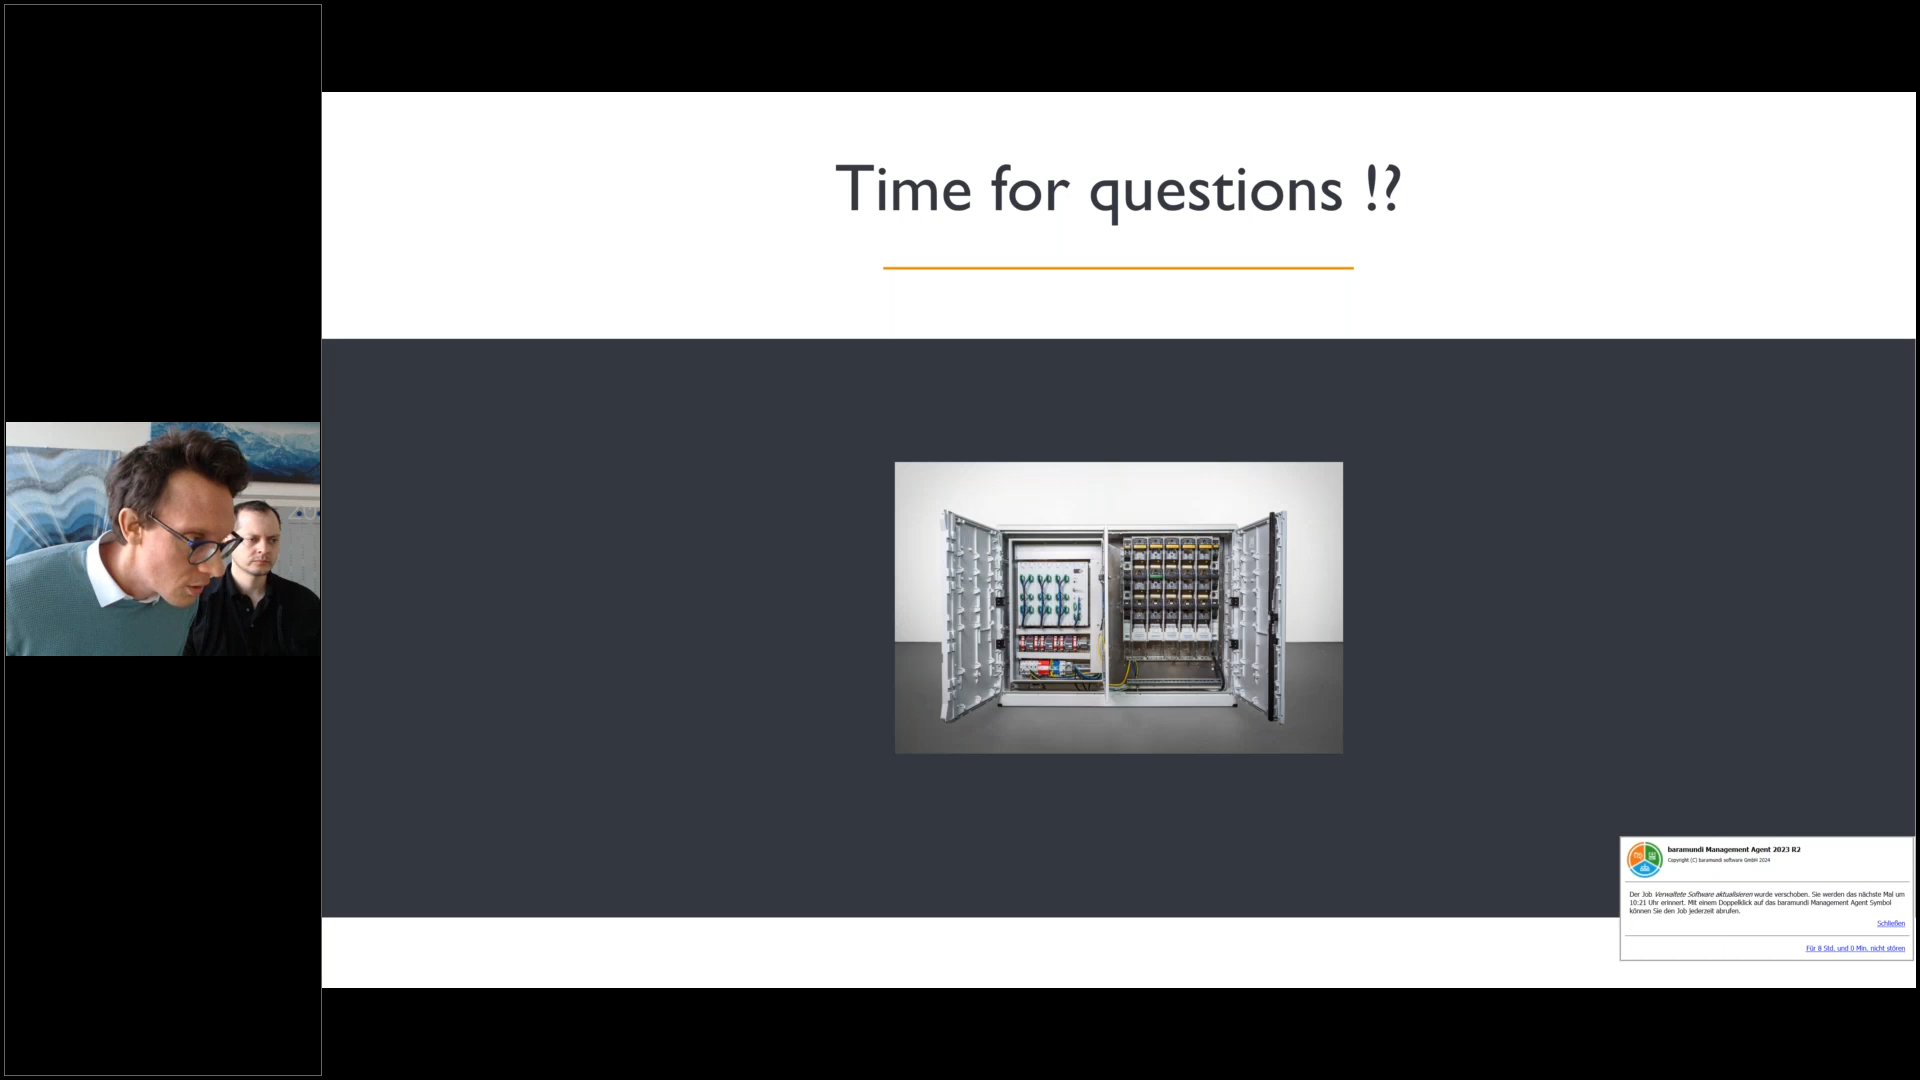 Time for questions !?
baramundi Management Agent 2023 R2
Copyright (C) baramundi software GmbH 2024
Der Job Verwaltete Software aktualisieren wurde verschoben. Sie werden das nächste Mal um
10:21 Uhr erinnert. Mit einem Doppelklick auf das baramundi Management Agent Symbol
können Sie den Job jederzeit abrufen.
Schließen
Für 8 Std. und 0 Min. nicht stören